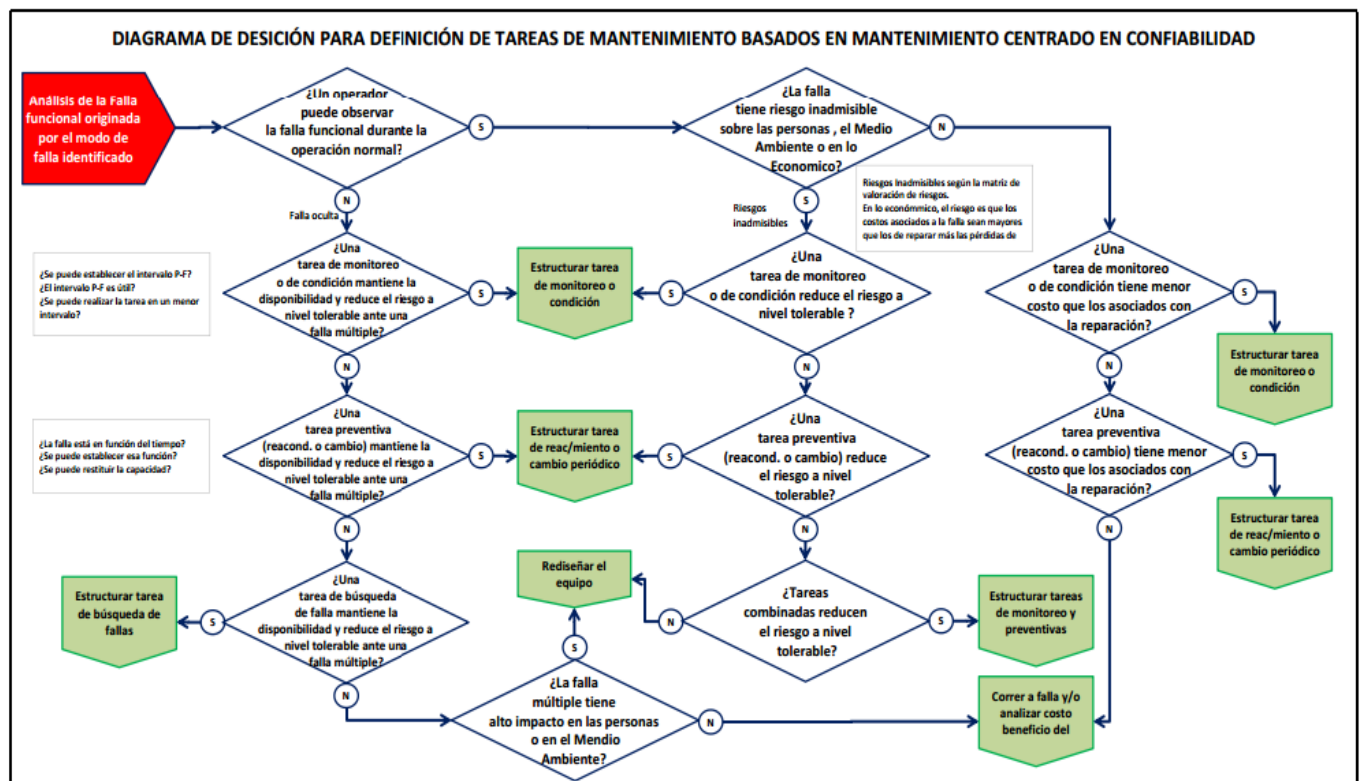 DIAGRAMA DE DESICIÓN PARA DEFINICIÓN DE TAREAS DE MANTENIMIENTO BASADOS EN MANTENIMIENTO CENTRADO EN CONFIABILIDAD
Análisis de la Falla
funcional originada
por el modo de
falla identificado
¿Un operador
puede observar
la falla funcional durante la
operación normal?
S
¿La falla
tiene riesgo inadmisible
sobre las personas , el Medio
Ambiente o en lo
Economico?
N
N
Falla oculta
Riesgos
inadmisibles
S
Riesgos Inadmisibles según la matriz de
valoración de riesgos.
En lo económmico, el riesgo es que los
costos asociados a la falla sean mayores
que los de reparar más las pérdidas de
¿Se puede establecer el intervalo P-F?
¿El intervalo P-F es útil?
¿Se puede realizar la tarea en un menor
intervalo?
¿Una
tarea de monitoreo
o de condición mantiene la
disponibilidad y reduce el riesgo a
nivel tolerable ante una
falla múltiple?
S
Estructurar tarea
de monitoreo o
condición
S
¿Una
tarea de monitoreo
o de condición reduce el riesgo a
nivel tolerable ?
¿Una
tarea de monitoreo
o de condición tiene menor
costo que los asociados con
la reparación?
S
Estructurar tarea
de monitoreo o
condición
N
N
N
¿La falla está en función del tiempo?
¿Se puede establecer esa función?
¿Se puede restituir la capacidad?
¿Una
tarea preventiva
(reacond. o cambio) mantiene la
disponibilidad y reduce el riesgo a
nivel tolerable ante una
falla múltiple?
S
Estructurar tarea
de reac/miento o
cambio periódico
S
¿Una
tarea preventiva
(reacond. o cambio) reduce
el riesgo a nivel
tolerable?
¿Una
tarea preventiva
(reacond. o cambio) tiene menor
costo que los asociados con
la reparación?
S
Estructurar tarea
de reac/miento o
cambio periódico
N
N
N
Estructurar tarea
de búsqueda de
fallas
S
¿Una
tarea de búsqueda
de falla mantiene la
disponibilidad y reduce el riesgo a
nivel tolerable ante una
falla múltiple?
Rediseñar el
equipo
N
¿Tareas
combinadas reducen
el riesgo a nivel
tolerable?
S
Estructurar tareas
de monitoreo y
preventivas
N
S
¿La falla
múltiple tiene
alto impacto en las personas
o en el Mendio
Ambiente?
N
Correr a falla y/o
analizar costo
beneficio del